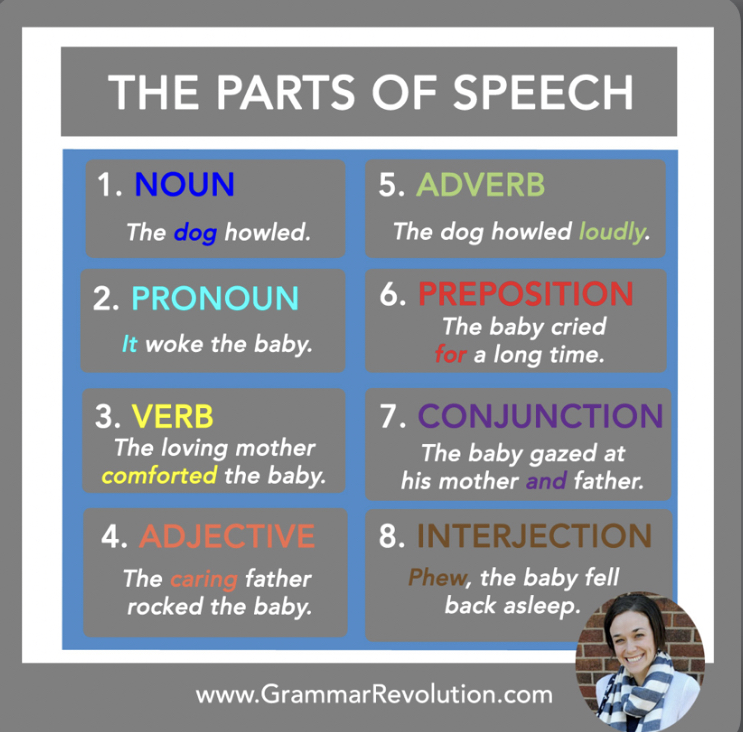 THE PARTS OF SPEECH
1. NOUN
The dog howled.
2. PRONOUN
It woke the baby.
3. VERB
The loving mother
comforted the baby.
4. ADJECTIVE
The caring father
rocked the baby.
5. ADVERB
The dog howled loudly.
6. PREPOSITION
The baby cried
for a long time.
7. CONJUNCTION
The baby gazed at
his mother and father.
8. INTERJECTION
Phew, the baby fell
back asleep.
www.GrammarRevolution.com